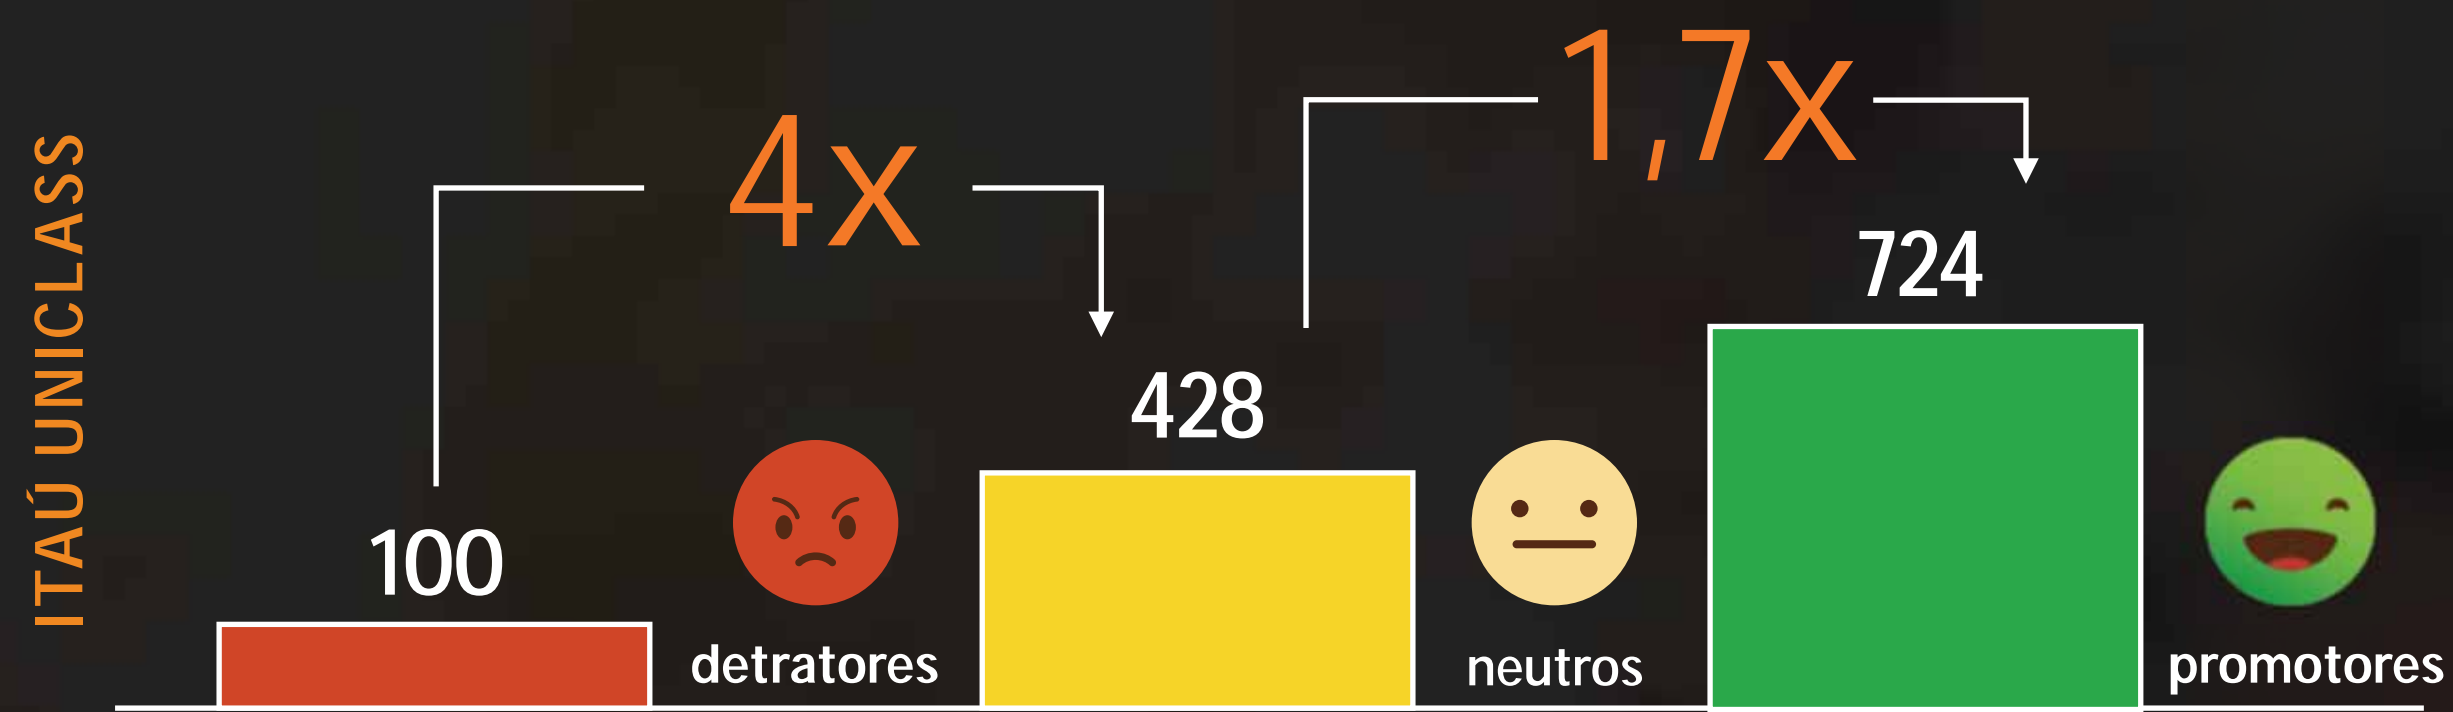 ITAÚ UNICLASS
4x
1,7x
100
detratores
428
neutros
724
promotores